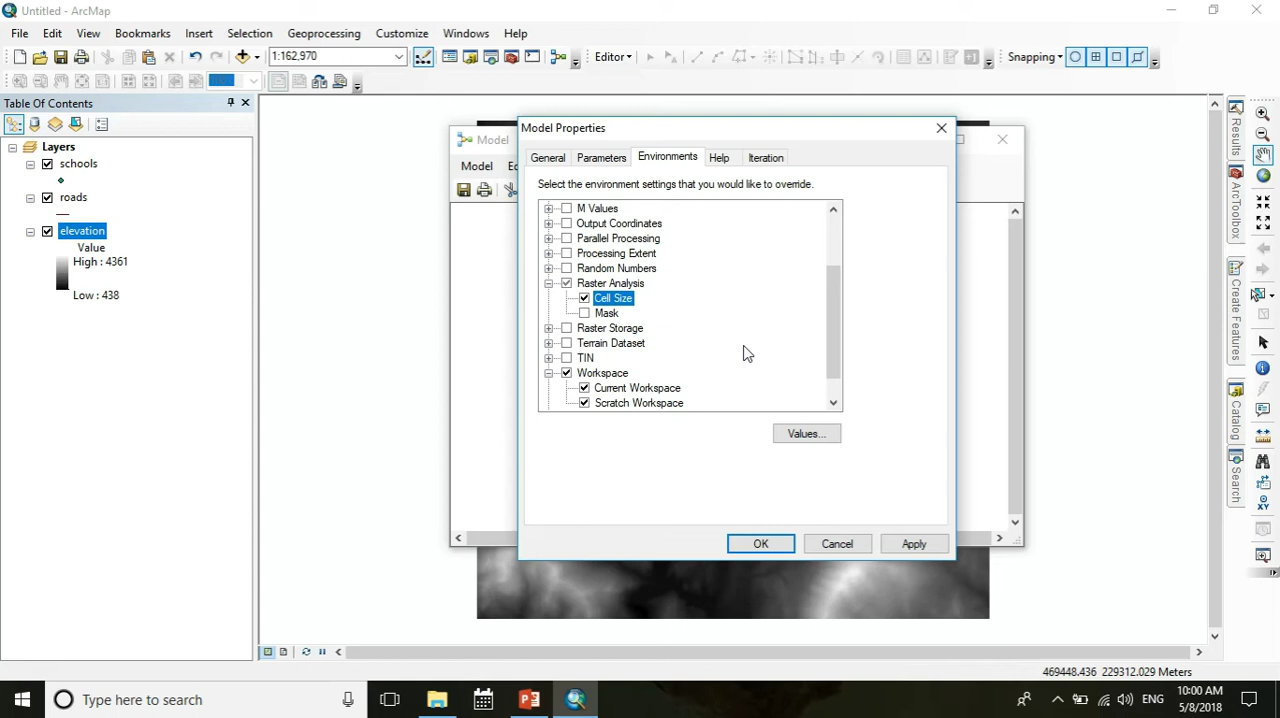 Untitled - ArcMap
File Edit View Bookmarks Insert Selection Geoprocessing Customize Windows Help
1:162,970
Editor
Snapping
Table Of Contents
Layers
schools
roads
elevation
Value
High : 4361
Low : 438
Model
Model
Model Properties
General Parameters Environments Help Iteration
Select the environment settings that you would like to override.
M Values
Output Coordinates
Parallel Processing
Processing Extent
Random Numbers
Raster Analysis
Cell Size
Mask
Raster Storage
Terrain Dataset
TIN
Workspace
Current Workspace
Scratch Workspace
Values...
OK Cancel Apply
Results
ArcToolbox
Create Features
Catalog
Search
XY
469448.436 229312.029 Meters
Type here to search
ENG
10:00 AM
5/8/2018